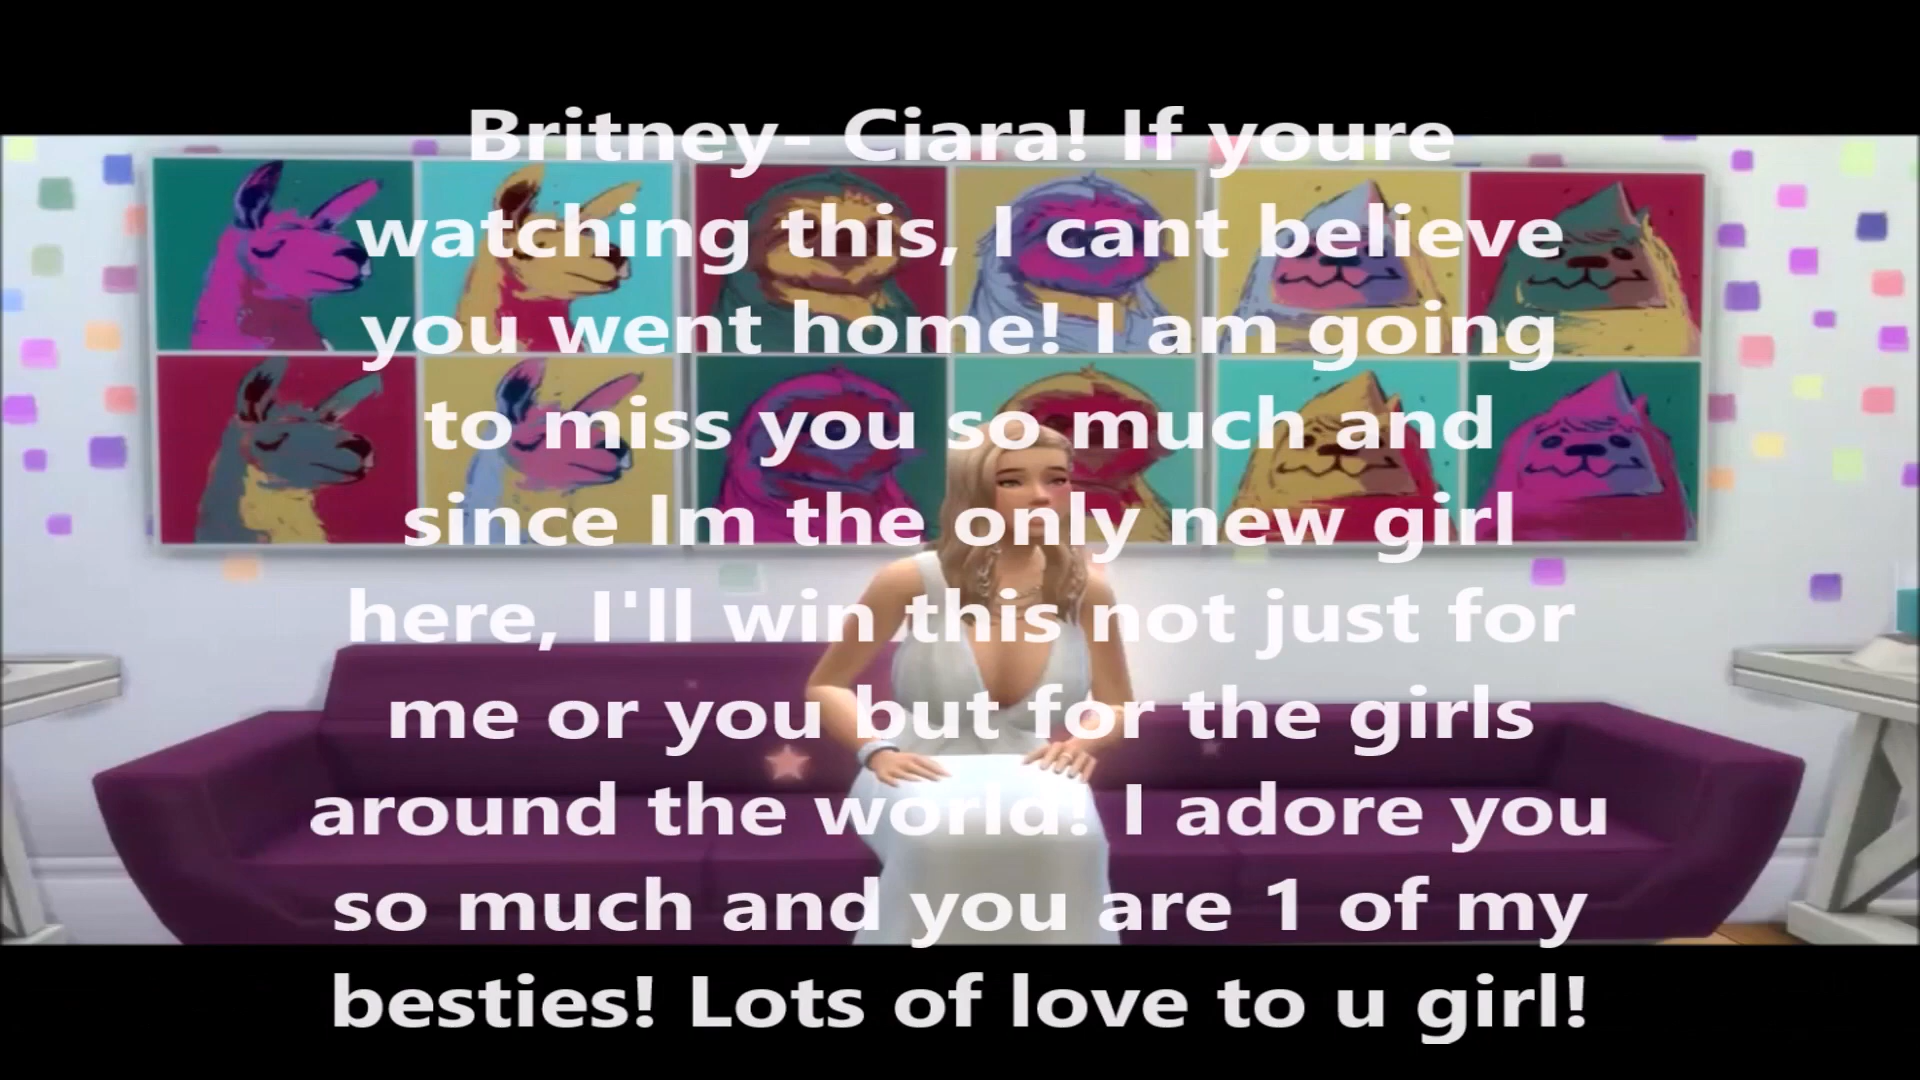 Britney- Ciara! If youre
watching this, I cant believe
you went home! I am going
to miss you so much and
since Im the only new girl
here, I'll win this not just for
me or you but for the girls
around the world! I adore you
so much and you are 1 of my
besties! Lots of love to u girl!